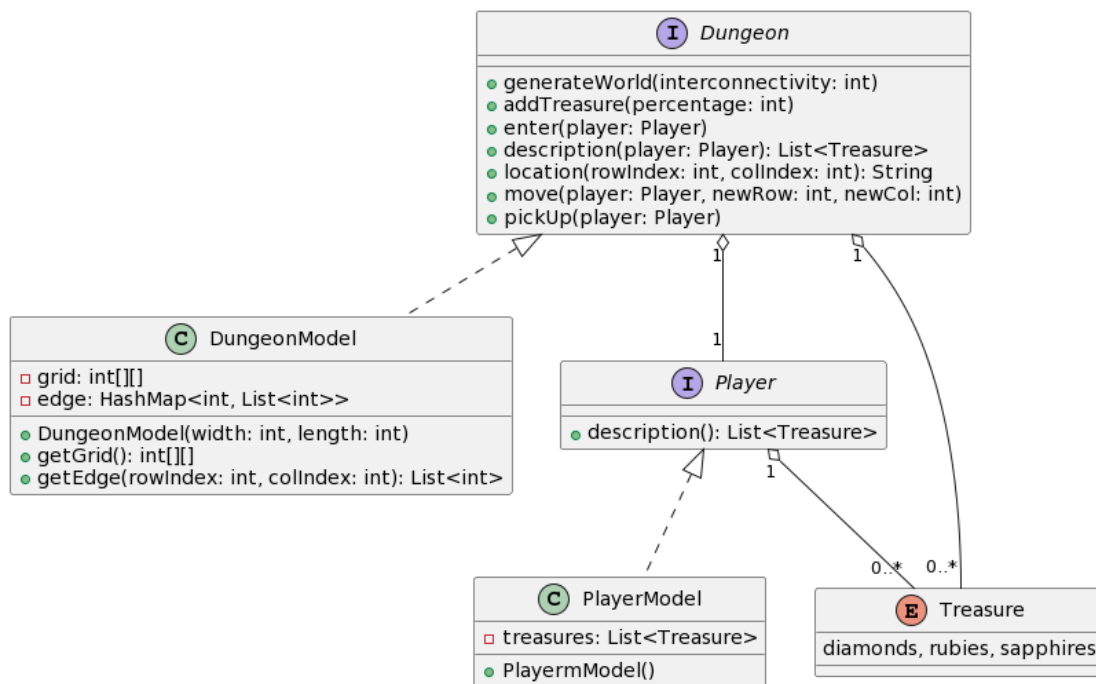 I Dungeon
generateWorld(interconnectivity: int)
addTreasure(percentage: int)
enter(player: Player)
description(player: Player): List<Treasure>
location(rowIndex: int, colIndex: int): String
move(player: Player, newRow: int, newCol: int)
pickUp(player: Player)
1
1
C DungeonModel
grid: int[][]
edge: HashMap<int, List<int>>
DungeonModel(width: int, length: int)
getGrid(): int[][]
getEdge(rowIndex: int, colIndex: int): List<int>
1
I Player
description(): List<Treasure>
1
0..*
0..*
C PlayerModel
treasures: List<Treasure>
PlayermModel()
E Treasure
diamonds, rubies, sapphires